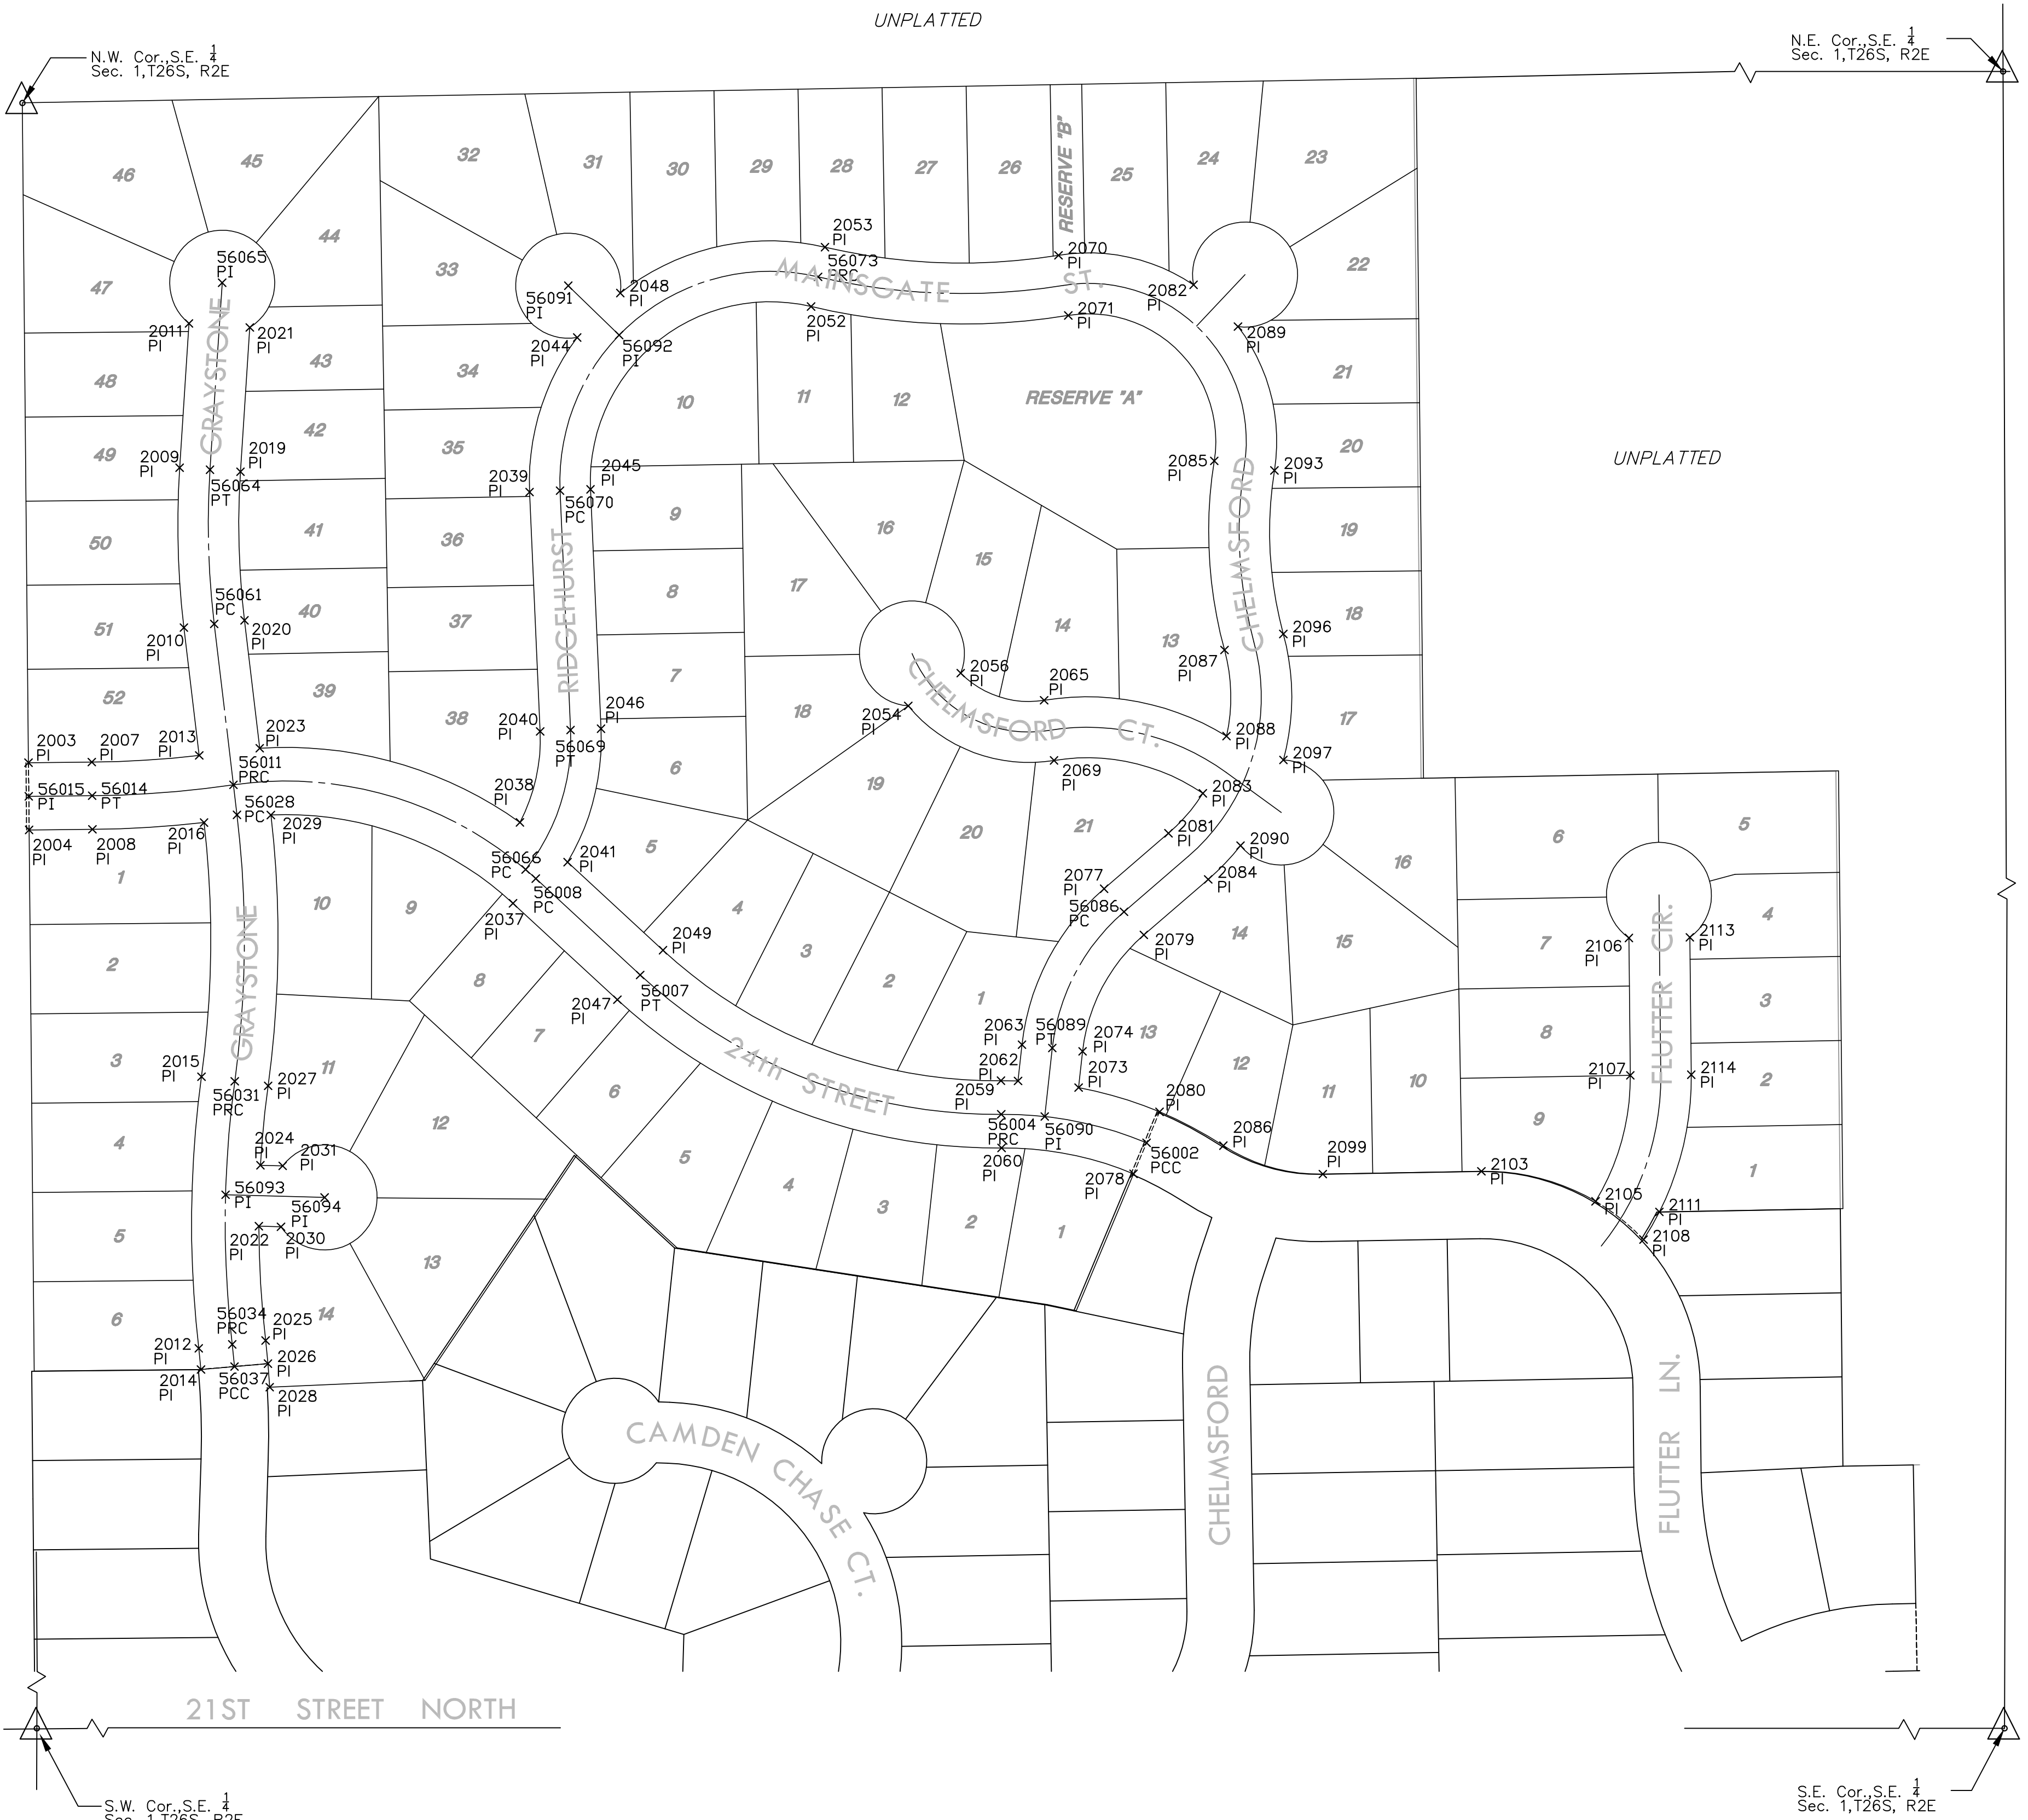 UNPLATTED
N.W. Cor.,S.E. 1/4
Sec. 1,T26S, R2E
N.E. Cor.,S.E. 1/4
Sec. 1,T26S, R2E
46
45
32
31
30
29
28
27
26
RESERVE "B"
25
24
23
44
33
22
47
56065
PI
2053
PI
56073
PRC
MAINSGATE ST.
2070
PI
2082
PI
56091
PI
2048
PI
2011
PI
2021
PI
GRAYSTONE
2044
PI
56092
PI
2052
PI
2071
PI
2089
PI
48
43
34
10
11
12
RESERVE "A"
21
49
42
35
20
2009
PI
2019
PI
56064
PT
2039
PI
2045
PI
56070
PC
2085
PI
2093
PI
CHELMSFORD
UNPLATTED
50
41
36
9
16
15
19
RIDGEHURST
56061
PC
51
40
37
8
17
14
13
18
2010
PI
2020
PI
2096
PI
2087
PI
52
39
38
7
18
17
2056
PI
2065
PI
CHELMSFORD CT.
2054
PI
2040
PI
2046
PI
56069
PT
2003
PI
2007
PI
2013
PI
2023
PI
2088
PI
2097
PI
2069
PI
56011
PRC
56015
PI
56014
PT
56028
PC
2029
PI
2038
PI
6
19
2083
PI
2004
PI
2008
PI
2016
PI
20
21
2081
PI
2090
PI
6
5
1
5
56066
PC
2041
PI
56008
PC
2077
PI
2084
PI
16
10
9
2037
PI
4
56086
PC
4
GRAYSTONE
2049
PI
2079
PI
14
15
7
FLUTTER CIR.
2106
PI
2113
PI
2
3
8
2
56007
PT
2047
PI
1
3
7
2063
PI
56089
PT
2074
PI
13
8
24th STREET
2015
PI
3
11
2027
PI
56031
PRC
6
2062
PI
2059
PI
2073
PI
12
11
10
2107
PI
2114
PI
2
4
12
2080
PI
9
56004
PRC
56090
PI
56002
PCC
2086
PI
2024
PI
2031
PI
5
2060
PI
2078
PI
2099
PI
2103
PI
1
56093
PI
56094
PI
4
3
2
1
2105
PI
2111
PI
2108
PI
5
2022
PI
2030
PI
13
6
56034
PRC
2025
PI
14
2012
PI
2026
PI
2014
PI
56037
PCC
2028
PI
CAMDEN CHASE CT.
CHELMSFORD
FLUTTER LN.
21ST STREET NORTH
S.W. Cor.,S.E. 1/4
Sec. 1,T26S, R2E
S.E. Cor.,S.E. 1/4
Sec. 1,T26S, R2E